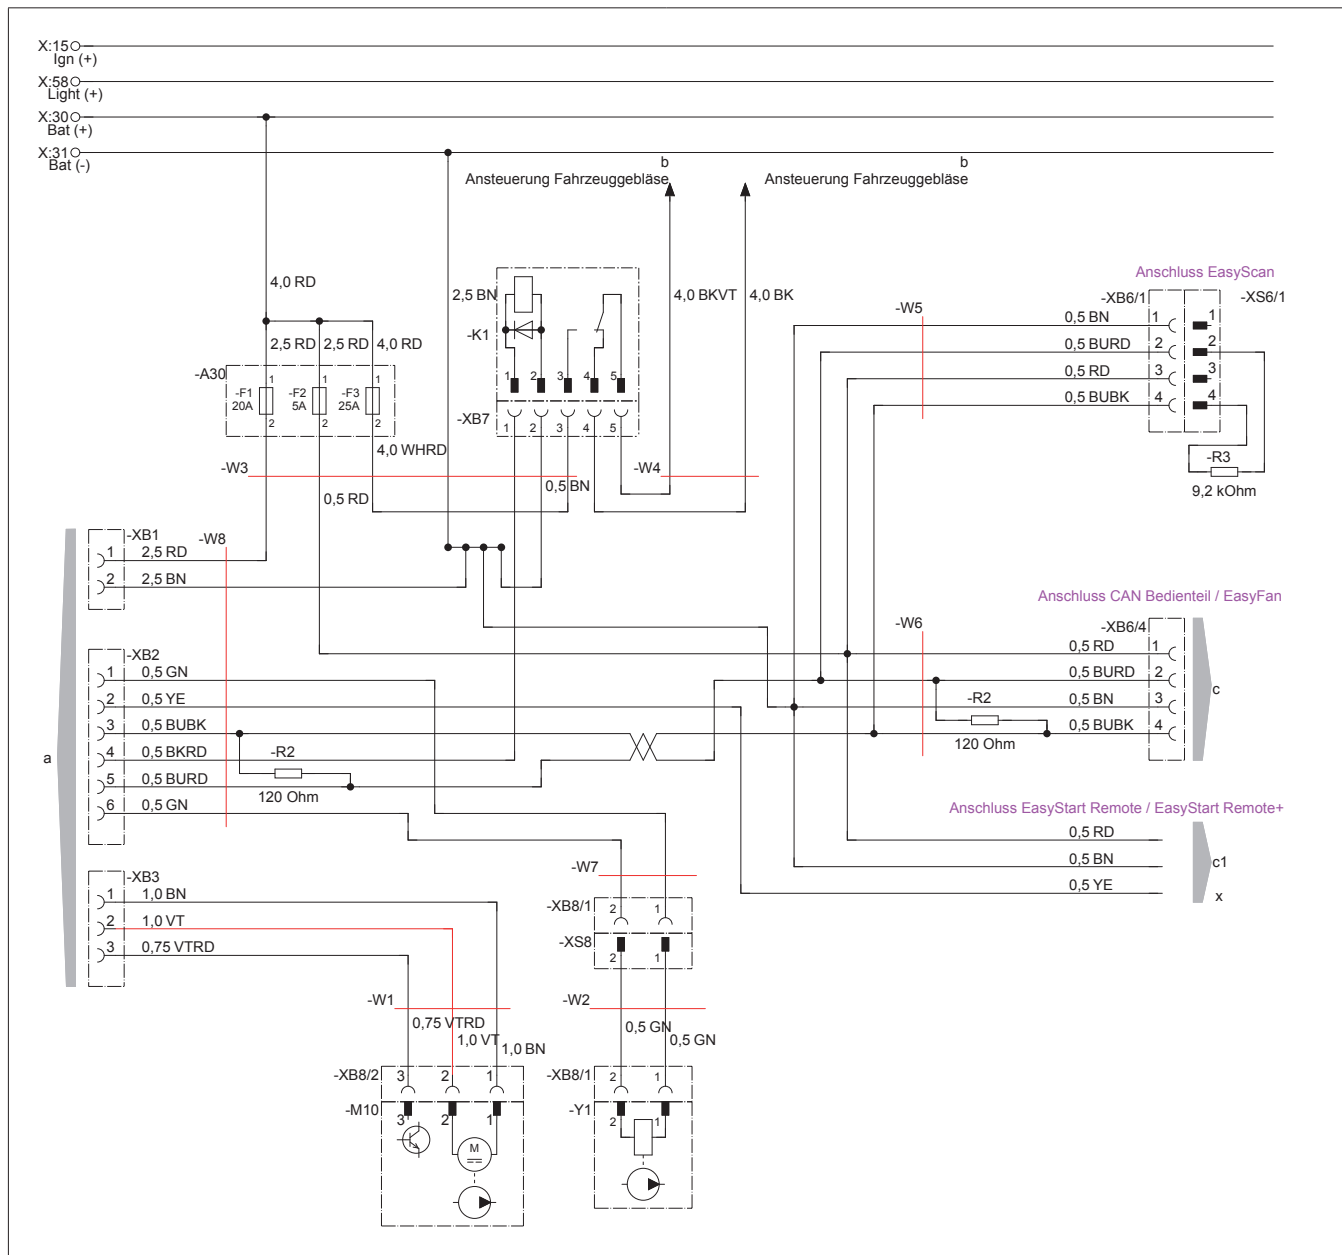 X:15
Ign (+)
X:58
Light (+)
X:30
Bat (+)
X:31
Bat (-)
b b
Ansteuerung Fahrzeuggebläse Ansteuerung Fahrzeuggebläse
Anschluss EasyScan
4,0 RD 2,5 BN 4,0 BKVT 4,0 BK
-XB6/1 -XS6/1
-W5
0,5 BN 1 1
-K1
2,5 RD 2,5 RD 4,0 RD
0,5 BURD 2 2
0,5 RD 3 3
0,5 BUBK 4 4
-A30
1 1 1
1 2 3 4 5
-F1 -F2 -F3
20A 5A 25A
2 2 2
-XB7
1 2 3 4 5
4,0 WHRD
-R3
9,2 kOhm
-W3 -W4
0,5 BN
0,5 RD
-XB1 -W8
1 2,5 RD
2 2,5 BN
Anschluss CAN Bedienteil / EasyFan
-W6 -XB6/4
0,5 RD 1
0,5 BURD 2
0,5 BN 3
0,5 BUBK 4
c
-R2
120 Ohm
-XB2
1 0,5 GN
2 0,5 YE
3 0,5 BUBK
4 0,5 BKRD
5 0,5 BURD
6 0,5 GN
a
-R2
120 Ohm
Anschluss EasyStart Remote / EasyStart Remote+
0,5 RD
0,5 BN c1
0,5 YE x
-W7
-XB3
1 1,0 BN
2 1,0 VT
3 0,75 VTRD
-XB8/1 2 1
-XS8
2 1
-W1 -W2
0,75 VTRD 0,5 GN
1,0 VT 0,5 GN
1,0 BN
-XB8/2 3 2 1
-XB8/1 2 1
-M10 -Y1
3 2 1 2 1
M